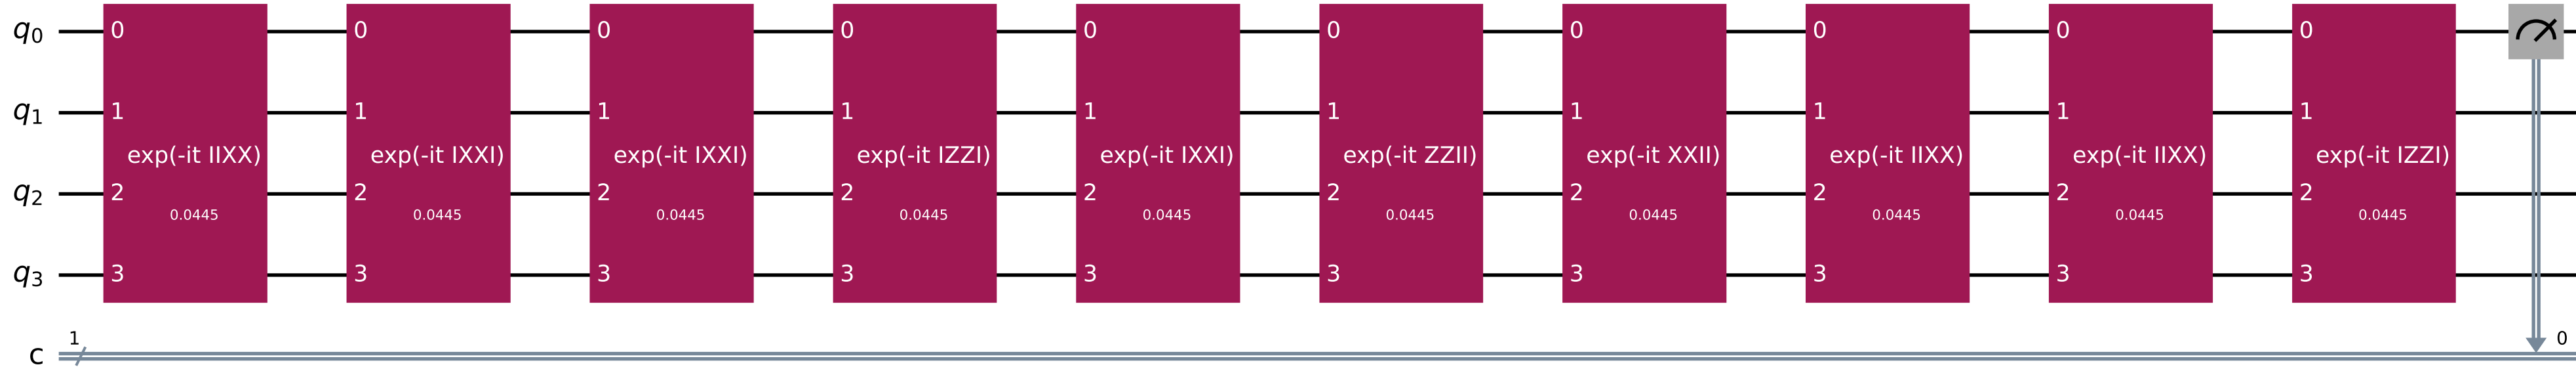 q0 0 0 0 0 0 0 0 0 0 0
q1 1 1 1 1 1 1 1 1 1 1
exp(-it IIXX) exp(-it IXXI) exp(-it IXXI) exp(-it IZZI) exp(-it IXXI) exp(-it ZZII) exp(-it XXII) exp(-it IIXX) exp(-it IIXX) exp(-it IZZI)
q2 2 2 2 2 2 2 2 2 2 2
0.0445 0.0445 0.0445 0.0445 0.0445 0.0445 0.0445 0.0445 0.0445 0.0445
q3 3 3 3 3 3 3 3 3 3 3
1 0
c